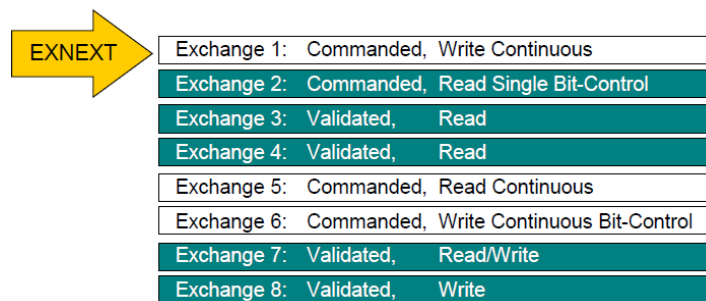 EXNEXT
Exchange 1: Commanded, Write Continuous
Exchange 2: Commanded, Read Single Bit-Control
Exchange 3: Validated, Read
Exchange 4: Validated, Read
Exchange 5: Commanded, Read Continuous
Exchange 6: Commanded, Write Continuous Bit-Control
Exchange 7: Validated, Read/Write
Exchange 8: Validated, Write